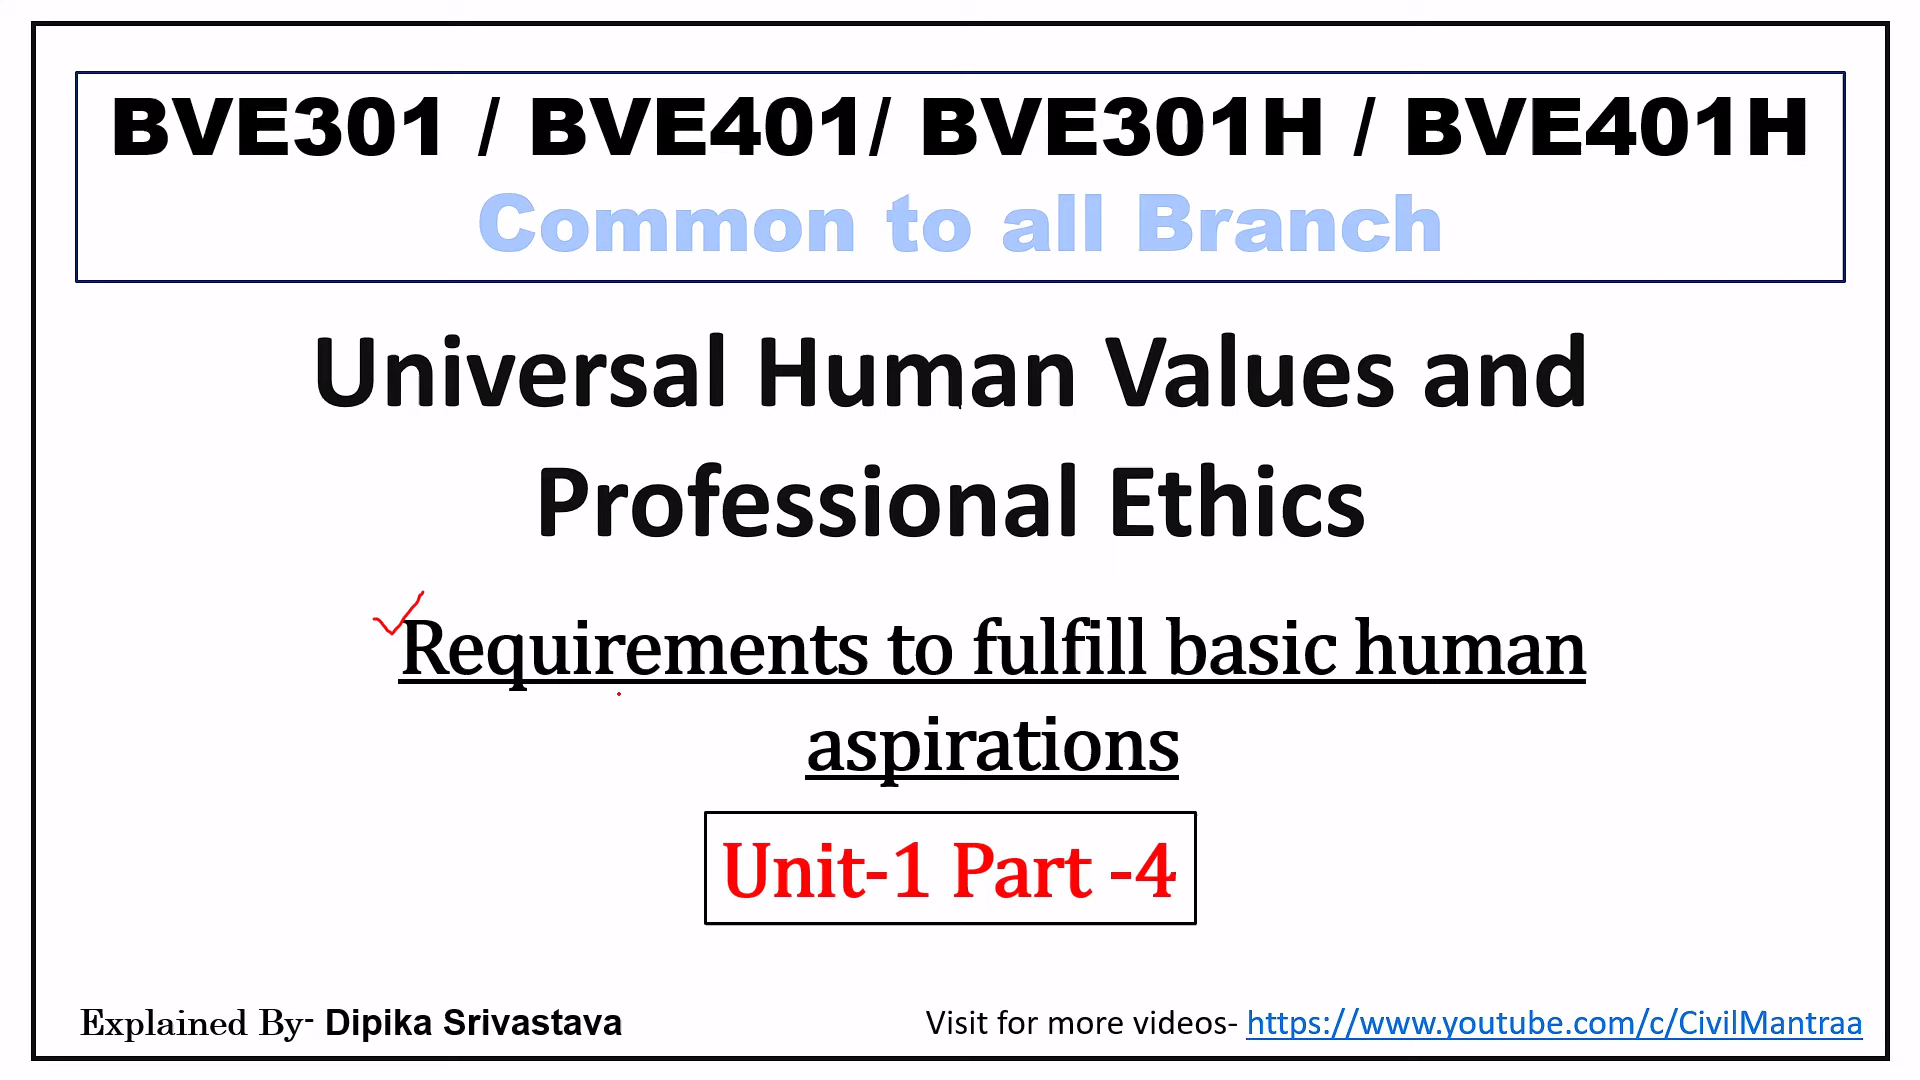 BVE301 / BVE401/ BVE301H / BVE401H
Common to all Branch
Universal Human Values and
Professional Ethics
Requirements to fulfill basic human
aspirations
Unit-1 Part -4
Explained By- Dipika Srivastava
Visit for more videos- https://www.youtube.com/c/CivilMantraa